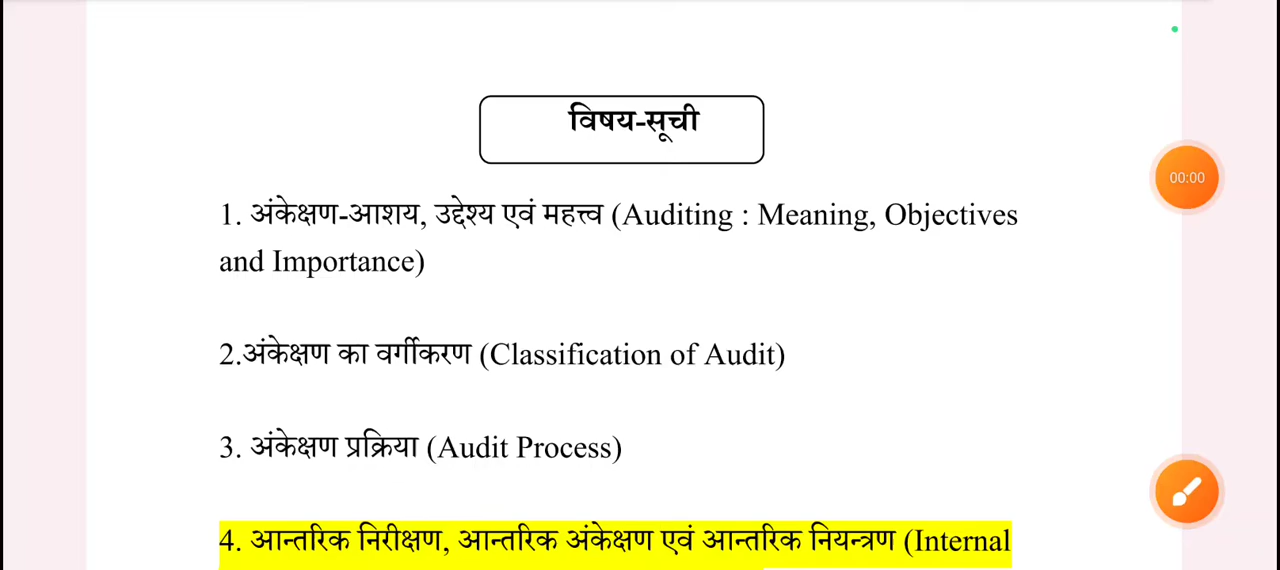 विषय-सूची
1. अंकेक्षण-आशय, उद्देश्य एवं महत्त्व (Auditing : Meaning, Objectives
and Importance)
2.अंकेक्षण का वर्गीकरण (Classification of Audit)
3. अंकेक्षण प्रक्रिया (Audit Process)
4. आन्तरिक निरीक्षण, आन्तरिक अंकेक्षण एवं आन्तरिक नियन्त्रण (Internal
00:00